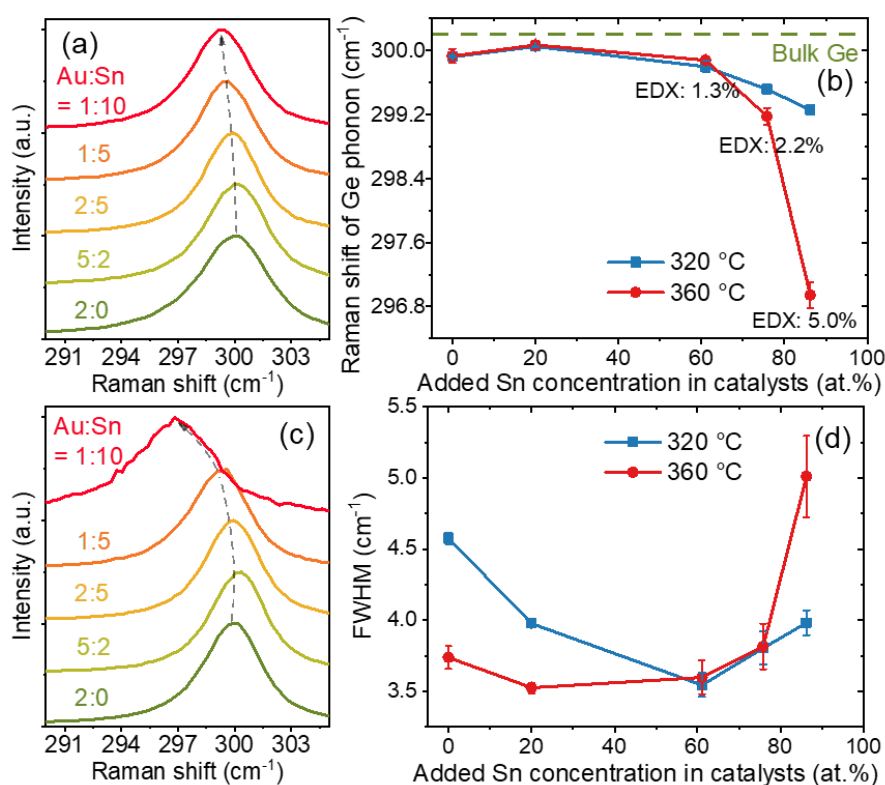 (a)
Au:Sn
= 1:10
1:5
2:5
5:2
2:0
Intensity (a.u.)
291 294 297 300 303
Raman shift (cm⁻¹)
(b)
Bulk Ge
EDX: 1.3%
EDX: 2.2%
EDX: 5.0%
320 °C
360 °C
Raman shift of Ge phonon (cm⁻¹)
300.0
299.2
298.4
297.6
296.8
0 20 40 60 80 100
Added Sn concentration in catalysts (at.%)
(c)
Au:Sn
= 1:10
1:5
2:5
5:2
2:0
Intensity (a.u.)
291 294 297 300 303
Raman shift (cm⁻¹)
(d)
320 °C
360 °C
FWHM (cm⁻¹)
5.5
5.0
4.5
4.0
3.5
0 20 40 60 80 100
Added Sn concentration in catalysts (at.%)